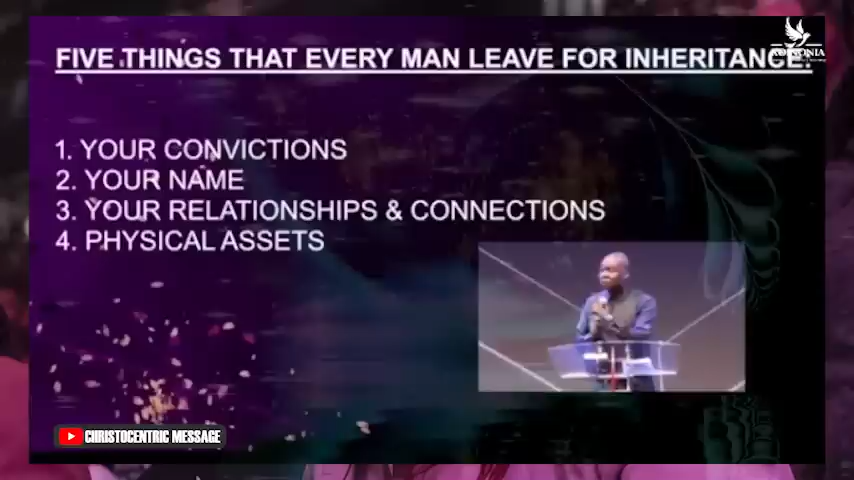 FIVE THINGS THAT EVERY MAN LEAVE FOR INHERITANCE:
KOINONIA
1. YOUR CONVICTIONS
2. YOUR NAME
3. YOUR RELATIONSHIPS & CONNECTIONS
4. PHYSICAL ASSETS
CHRISTOCENTRIC MESSAGE